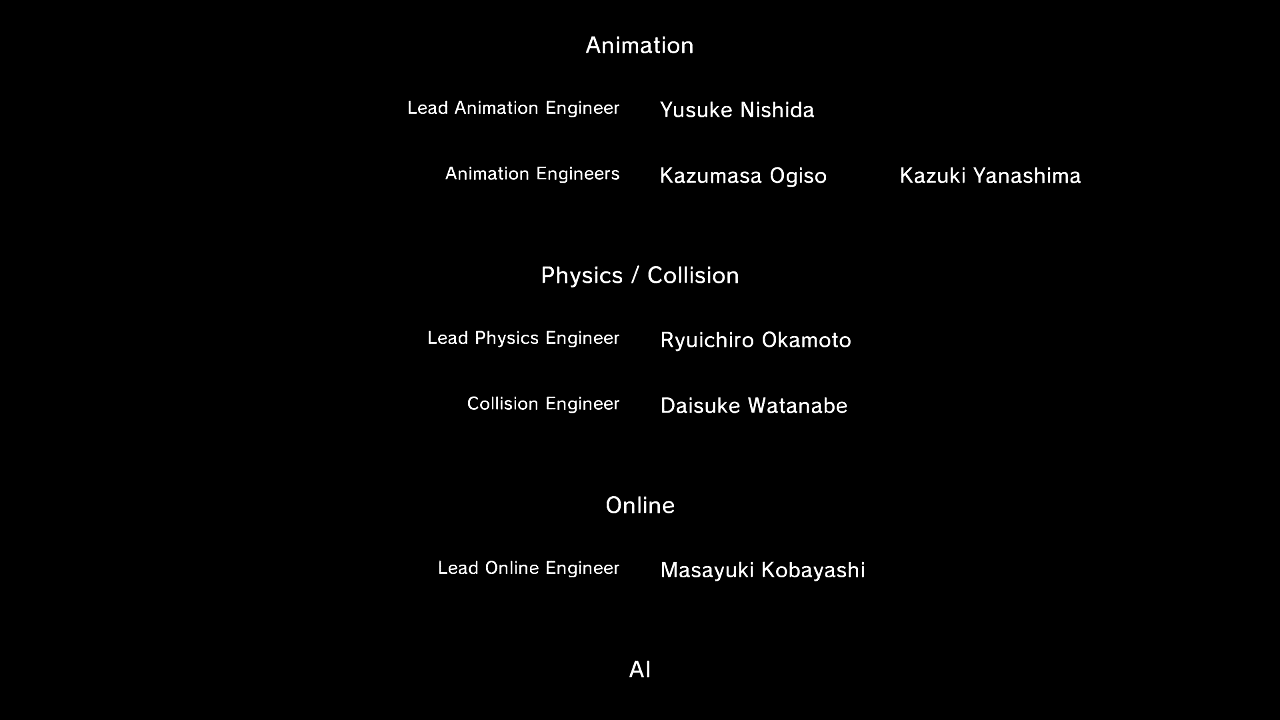 Animation
Lead Animation Engineer Yusuke Nishida
Animation Engineers Kazumasa Ogiso Kazuki Yanashima
Physics / Collision
Lead Physics Engineer Ryuichiro Okamoto
Collision Engineer Daisuke Watanabe
Online
Lead Online Engineer Masayuki Kobayashi
AI